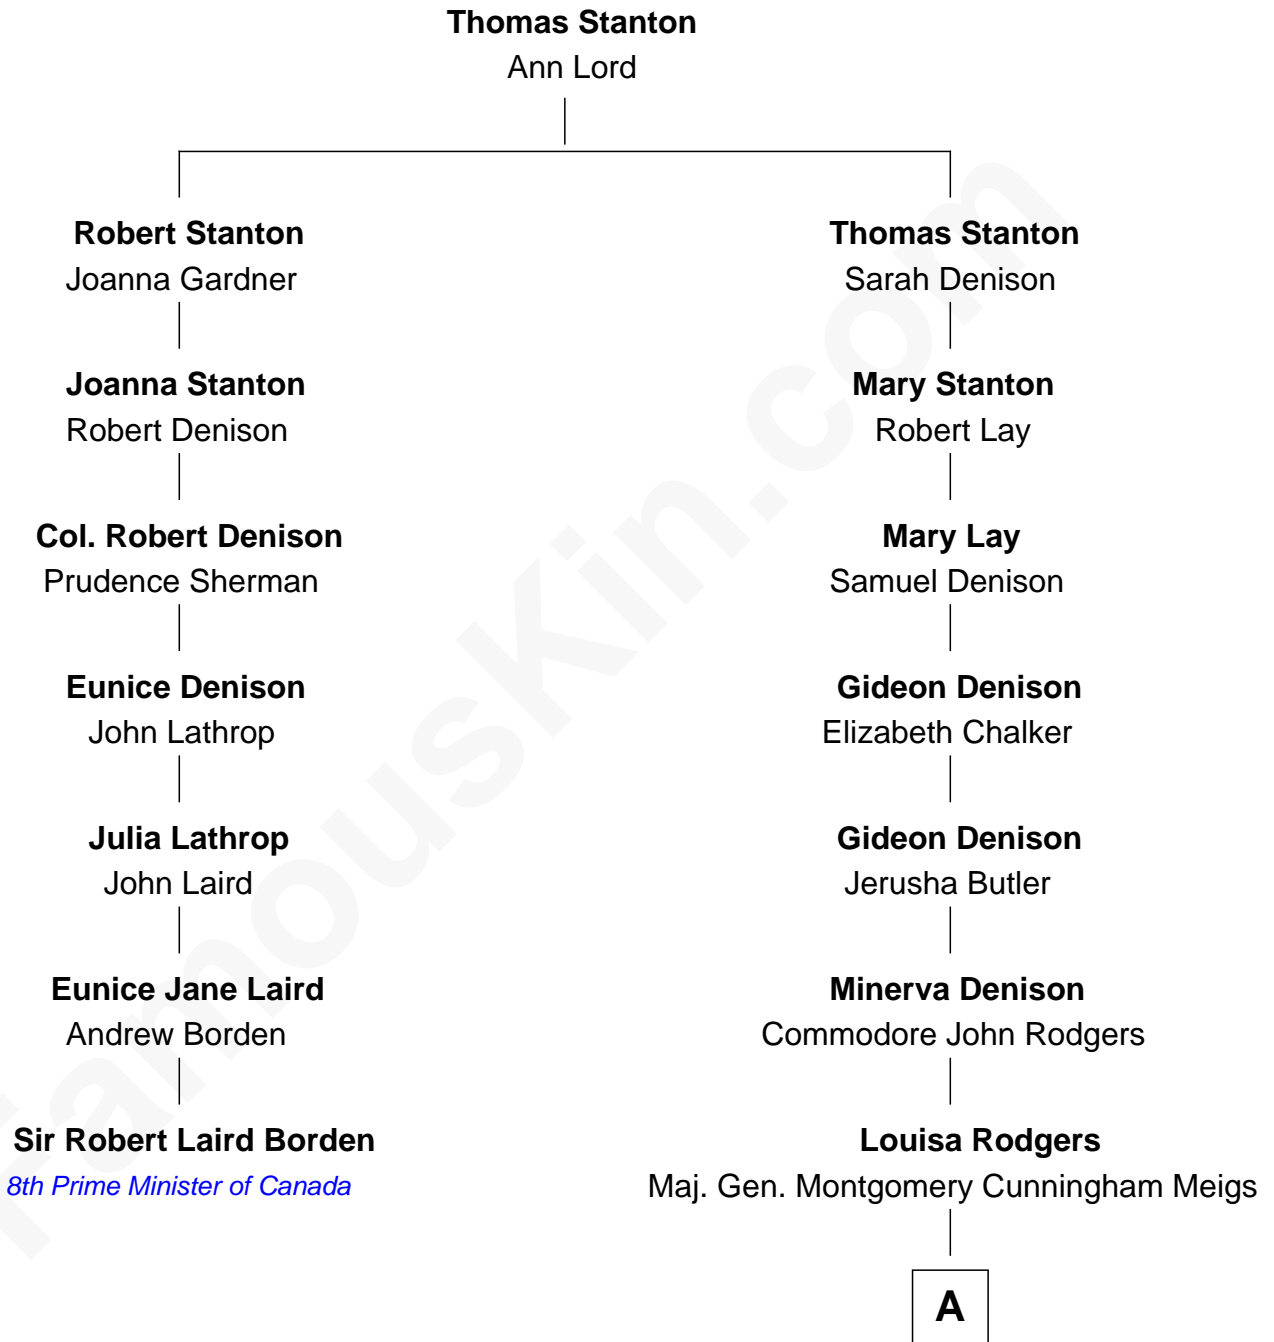 Thomas Stanton
Ann Lord
Robert Stanton
Joanna Gardner
Thomas Stanton
Sarah Denison
Joanna Stanton
Robert Denison
Mary Stanton
Robert Lay
Col. Robert Denison
Prudence Sherman
Mary Lay
Samuel Denison
Eunice Denison
John Lathrop
Gideon Denison
Elizabeth Chalker
Julia Lathrop
John Laird
Gideon Denison
Jerusha Butler
Eunice Jane Laird
Andrew Borden
Minerva Denison
Commodore John Rodgers
Sir Robert Laird Borden
8th Prime Minister of Canada
Louisa Rodgers
Maj. Gen. Montgomery Cunningham Meigs
A
FamousKin.com